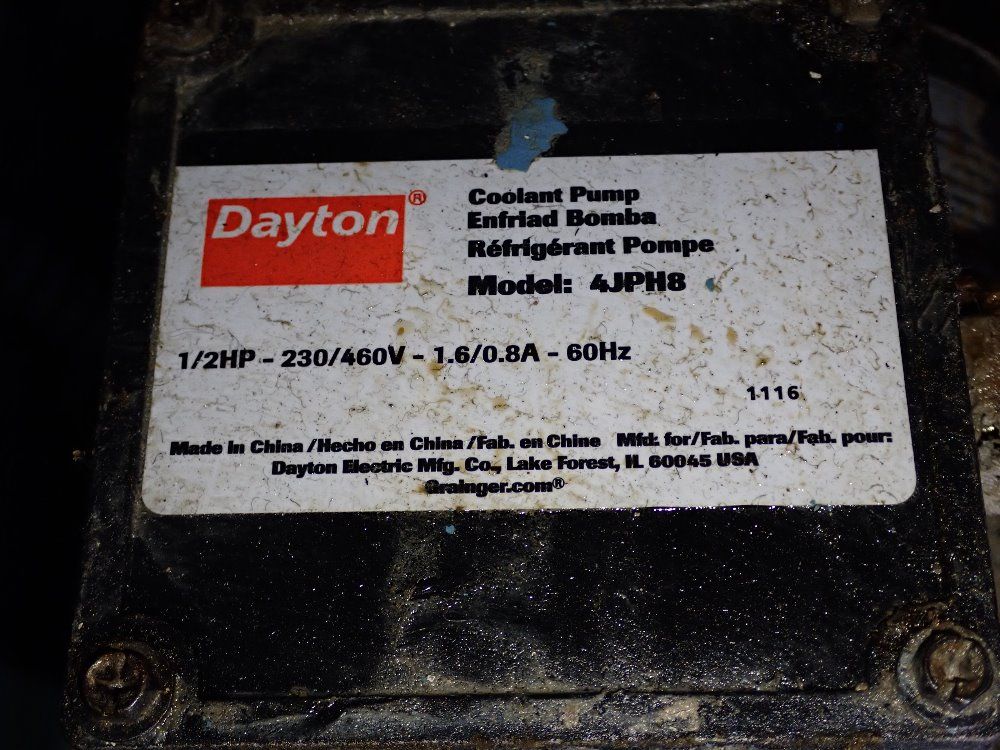 Dayton®
Coolant Pump
Enfriad Bomba
Réfrigérant Pompe
Model: 4JPH8
1/2HP - 230/460V - 1.6/0.8A - 60Hz
1116
Made in China/Hecho en China/Fab. en Chine Mfd. for/Fab. para/Fab. pour:
Dayton Electric Mfg. Co., Lake Forest, IL 60045 USA
Grainger.com®